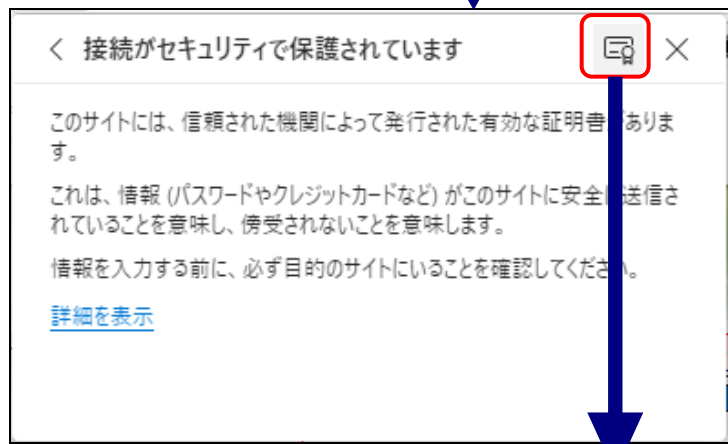 接続がセキュリティで保護されています
このサイトには、信頼された機関によって発行された有効な証明書がありま
す。
これは、情報 (パスワードやクレジットカードなど) がこのサイトに安全に送信さ
れていることを意味し、傍受されないことを意味します。
情報を入力する前に、必ず目的のサイトにいることを確認してください。
詳細を表示